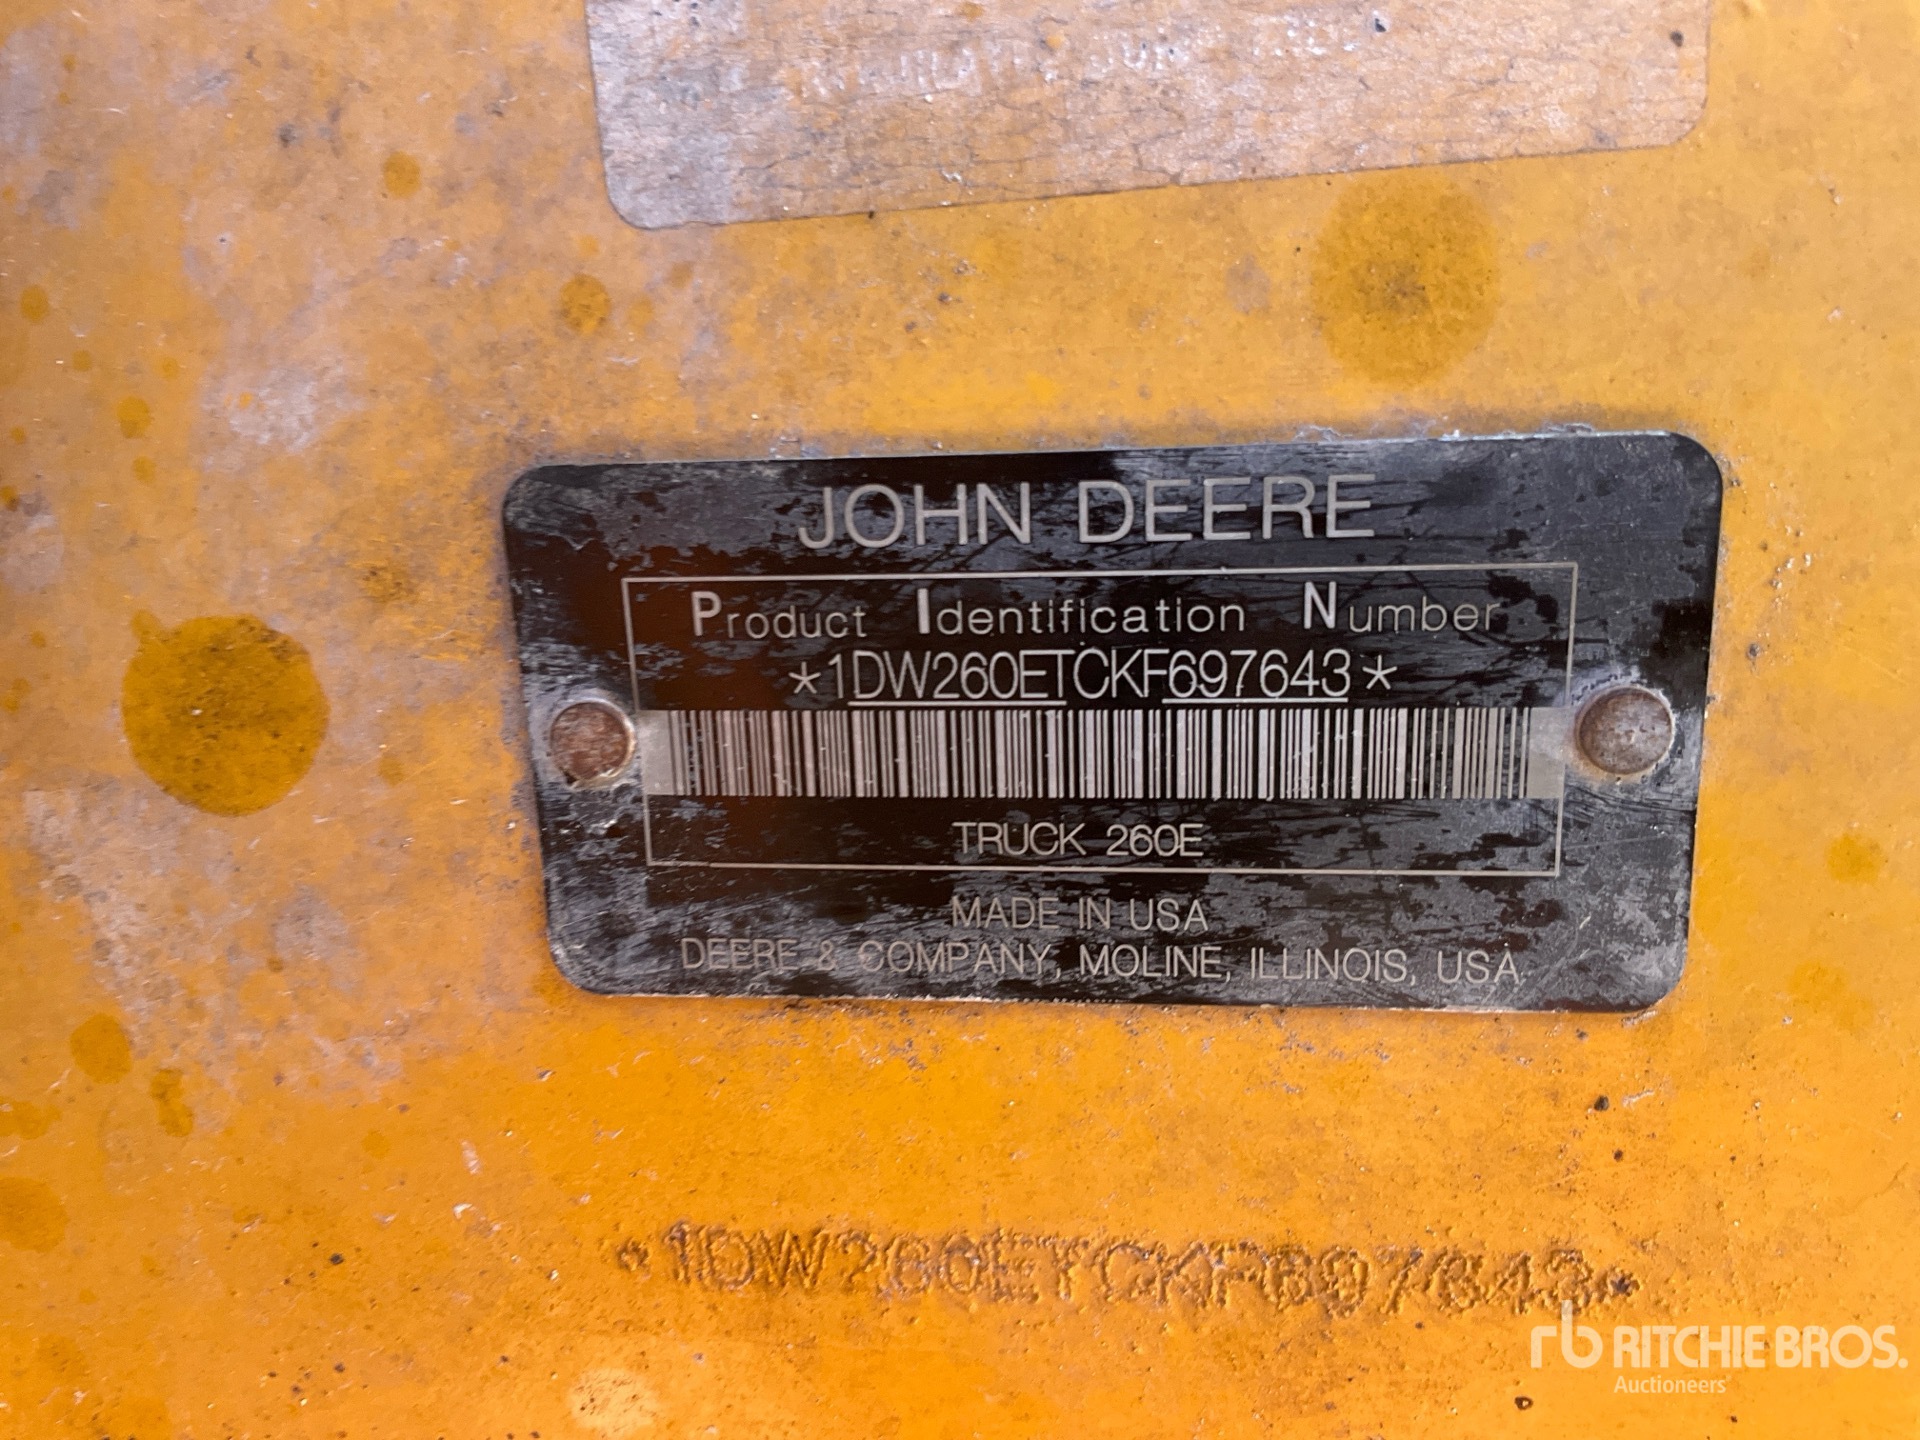 JOHN DEERE
Product Identification Number
*1DW260ETCKF697643*
TRUCK 260E
MADE IN USA
DEERE & COMPANY, MOLINE, ILLINOIS, USA
*1DW260ETCKF697643*
rb RITCHIE BROS.
Auctioneers